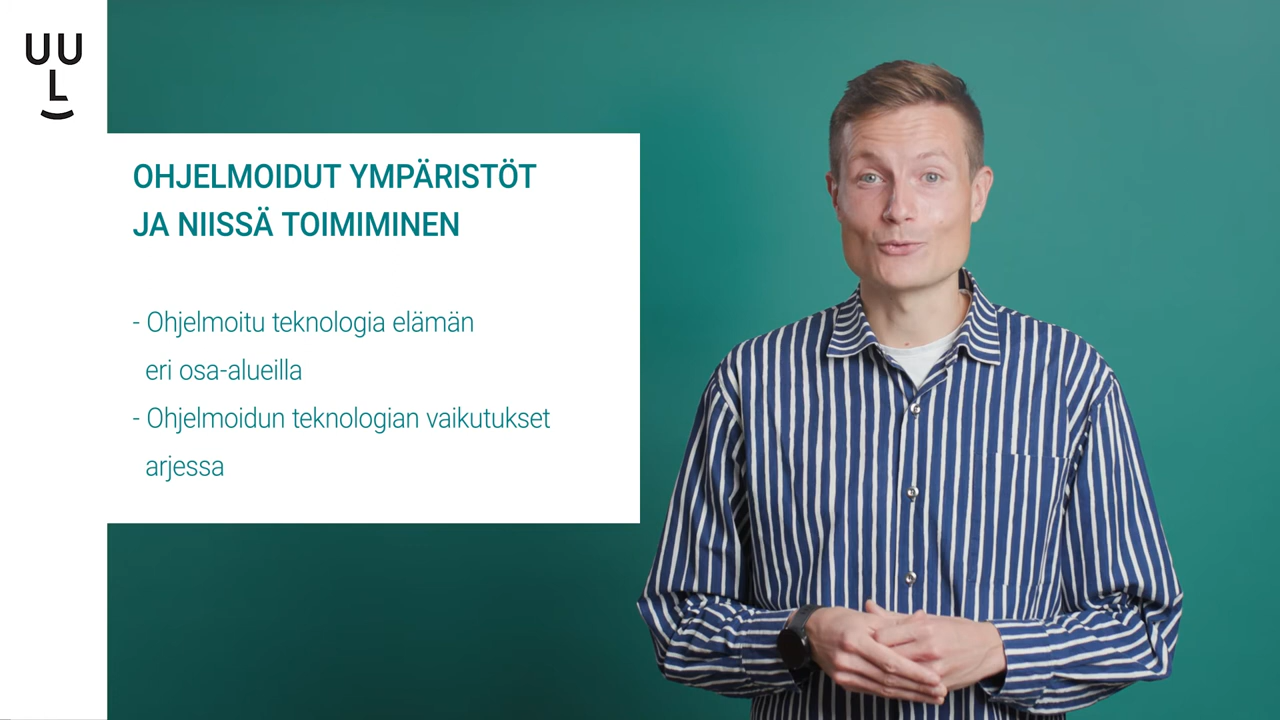 UU
L
OHJELMOIDUT YMPÄRISTÖT
JA NIISSÄ TOIMIMINEN
- Ohjelmoitu teknologia elämän
eri osa-alueilla
- Ohjelmoidun teknologian vaikutukset
arjessa